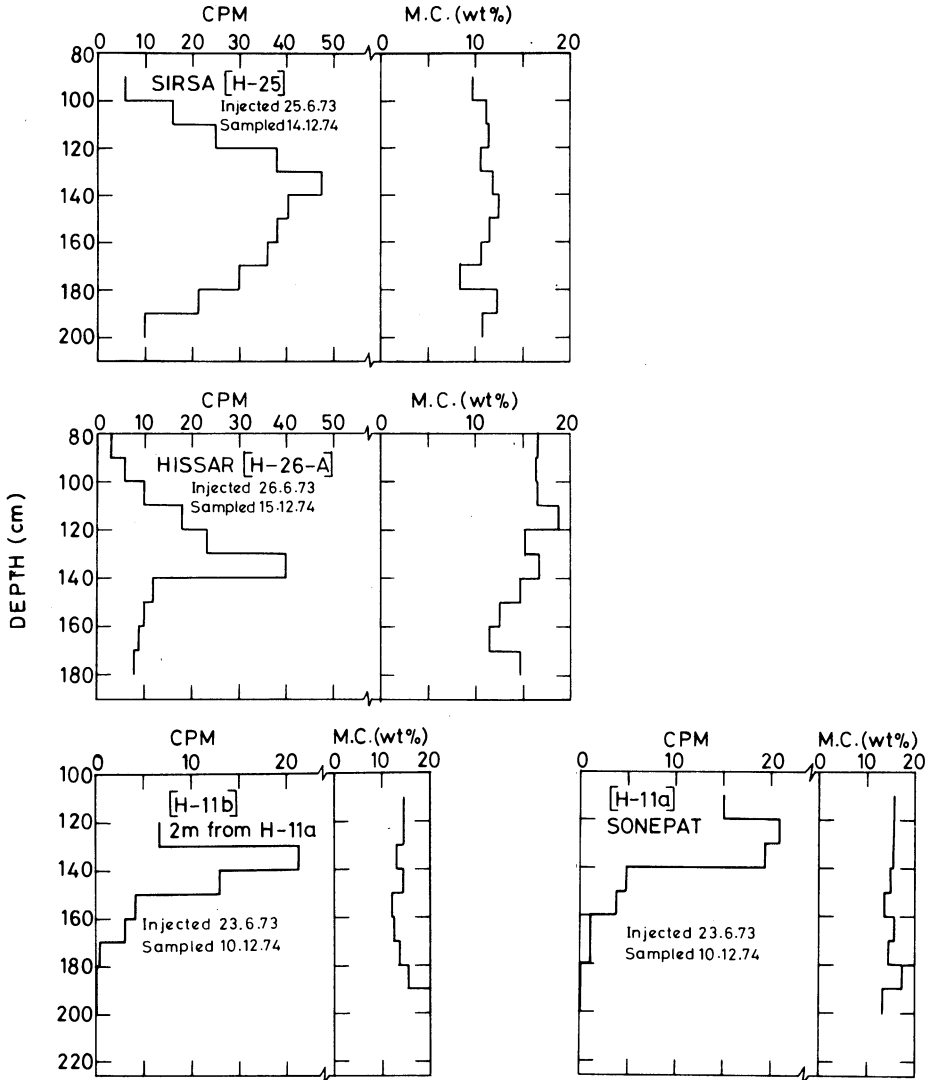 CPM M.C.(wt%)
0 10 20 30 40 50 0 10 20
80
SIRSA [H-25]
Injected 25.6.73
Sampled 14.12.74
100
120
140
160
180
200
CPM M.C.(wt%)
0 10 20 30 40 50 0 10 20
80
HISSAR [H-26-A]
Injected 26.6.73
Sampled 15.12.74
100
120
140
160
180
DEPTH (cm)
CPM M.C.(wt%)
0 10 20 0 10 20
100
[H-11b]
2m from H-11a
120
140
160
Injected 23.6.73
Sampled 10.12.74
180
200
220
CPM M.C.(wt%)
0 10 20 0 10 20
[H-11a]
SONEPAT
Injected 23.6.73
Sampled 10.12.74